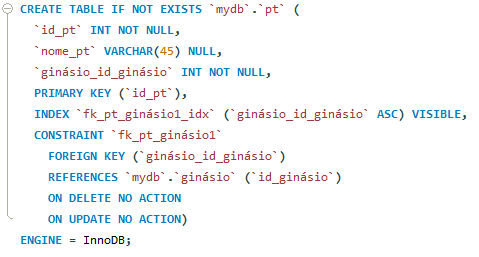 CREATE TABLE IF NOT EXISTS `mydb`.`pt` (
`id_pt` INT NOT NULL,
`nome_pt` VARCHAR(45) NULL,
`ginásio_id_ginásio` INT NOT NULL,
PRIMARY KEY (`id_pt`),
INDEX `fk_pt_ginásio1_idx` (`ginásio_id_ginásio` ASC) VISIBLE,
CONSTRAINT `fk_pt_ginásio1`
FOREIGN KEY (`ginásio_id_ginásio`)
REFERENCES `mydb`.`ginásio` (`id_ginásio`)
ON DELETE NO ACTION
ON UPDATE NO ACTION)
ENGINE = InnoDB;